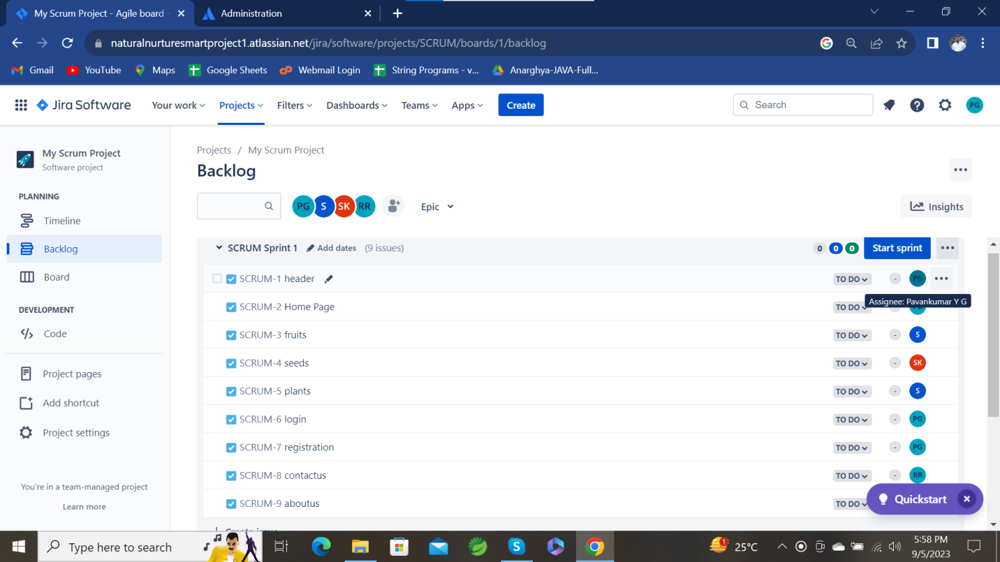 My Scrum Project - Agile board -
Administration
naturalnurturesmartproject1.atlassian.net/jira/software/projects/SCRUM/boards/1/backlog
Gmail
YouTube
Maps
Google Sheets
Webmail Login
String Programs - v...
Anarghya-JAVA-Full...
Jira Software
Your work
Projects
Filters
Dashboards
Teams
Apps
Create
Search
PG
My Scrum Project
Software project
PLANNING
Timeline
Backlog
Board
DEVELOPMENT
Code
Project pages
Add shortcut
Project settings
You're in a team-managed project
Learn more
Projects / My Scrum Project
Backlog
PG S SK RR
Epic
Insights
SCRUM Sprint 1 Add dates (9 issues) 0 0 0 Start sprint
SCRUM-1 header TO DO - PG
Assignee: Pavankumar Y G
SCRUM-2 Home Page TO DO
SCRUM-3 fruits TO DO - S
SCRUM-4 seeds TO DO - SK
SCRUM-5 plants TO DO - S
SCRUM-6 login TO DO - PG
SCRUM-7 registration TO DO - PG
SCRUM-8 contactus TO DO - RR
SCRUM-9 aboutus TO DO
Create issue
Quickstart
Type here to search
1
25°C
5:58 PM
9/5/2023